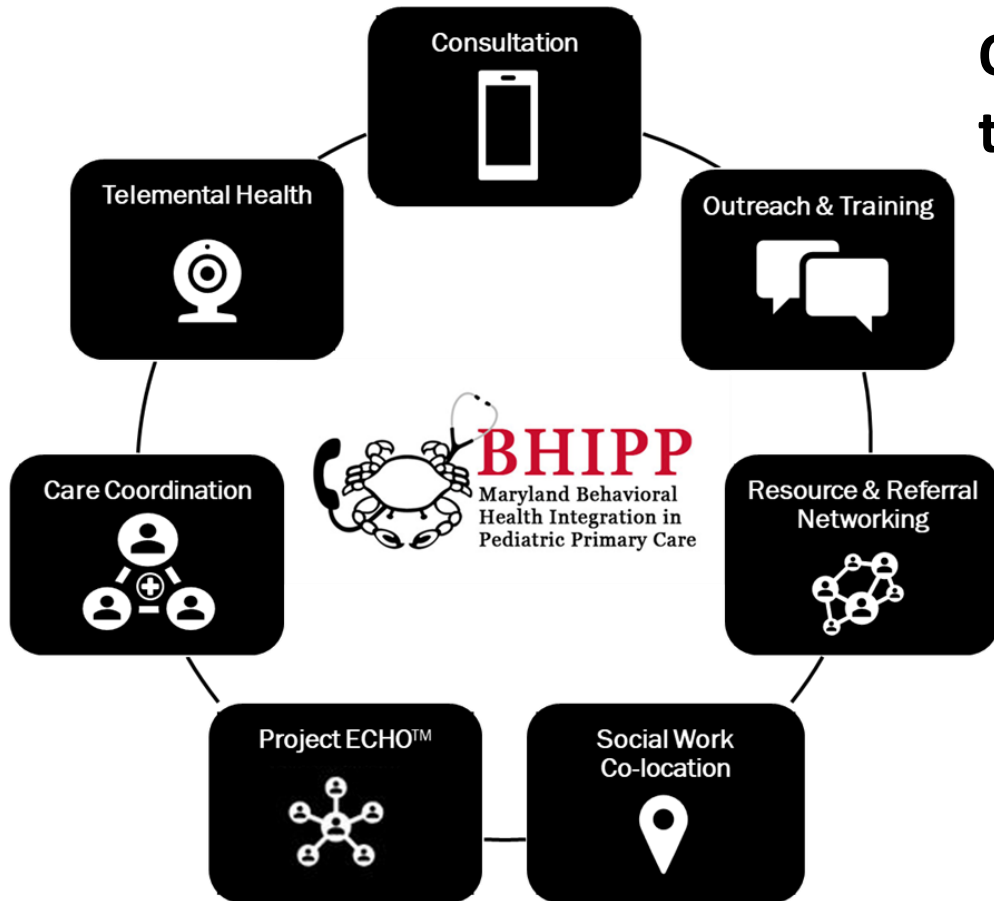 Consultation
Outreach & Training
Resource & Referral
Networking
Social Work
Co-location
Project ECHO™
Care Coordination
Telemental Health
BHIPP
Maryland Behavioral
Health Integration in
Pediatric Primary Care